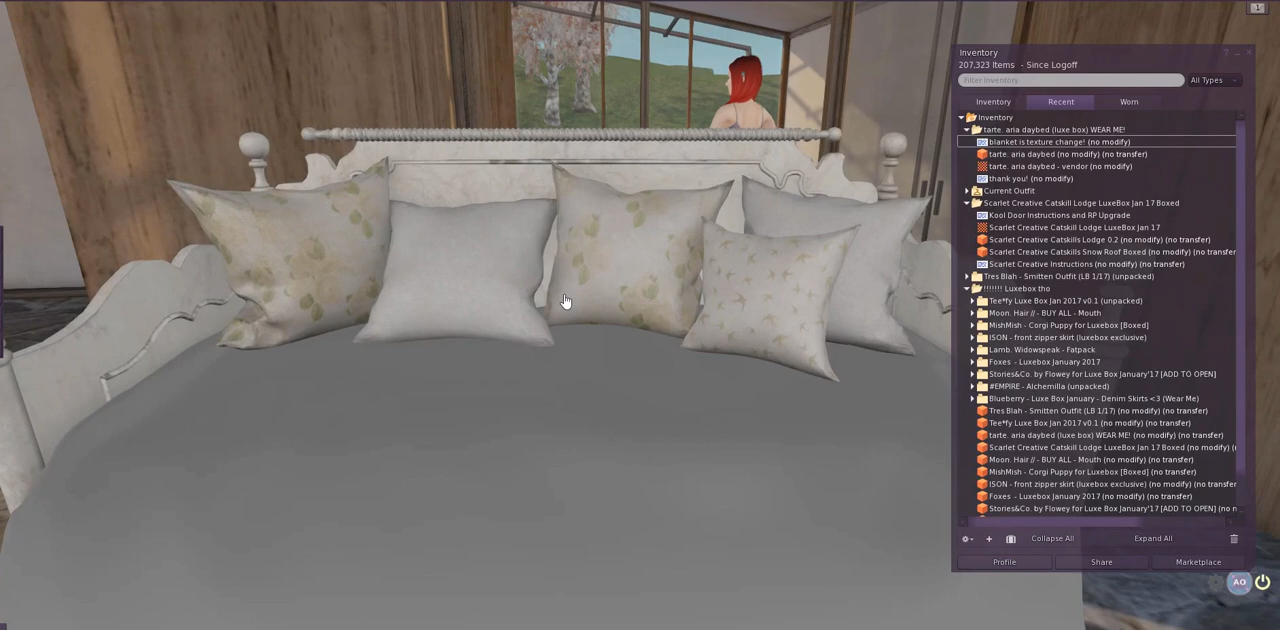 1
Inventory
207,323 Items - Since Logoff
Filter Inventory
All Types
Inventory Recent Worn
Inventory
tarte. aria daybed (luxe box) WEAR ME!
blanket is texture change! (no modify)
tarte. aria daybed (no modify) (no transfer)
tarte. aria daybed - vendor (no modify)
thank you! (no modify)
Current Outfit
Scarlet Creative Catskill Lodge LuxeBox Jan 17 Boxed
Kool Door Instructions and RP Upgrade
Scarlet Creative Catskill Lodge LuxeBox Jan 17
Scarlet Creative Catskills Lodge 0.2 (no modify) (no transfer)
Scarlet Creative Catskills Snow Roof Boxed (no modify) (no transfer
Scarlet Creative Instructions (no modify) (no transfer)
Tres Blah - Smitten Outfit (LB 1/17) (unpacked)
!!!!!!! Luxebox tho
Tee*fy Luxe Box Jan 2017 v0.1 (unpacked)
Moon. Hair // - BUY ALL - Mouth
MishMish - Corgi Puppy for Luxebox [Boxed]
ISON - front zipper skirt (luxebox exclusive)
Lamb. Widowspeak - Fatpack
Foxes - Luxebox January 2017
Stories&Co. by Flowey for Luxe Box January'17 [ADD TO OPEN]
#EMPIRE - Alchemilla (unpacked)
Blueberry - Luxe Box January - Denim Skirts <3 (Wear Me)
Tres Blah - Smitten Outfit (LB 1/17) (no modify) (no transfer)
Tee*fy Luxe Box Jan 2017 v0.1 (no modify) (no transfer)
tarte. aria daybed (luxe box) WEAR ME! (no modify) (no transfer)
Scarlet Creative Catskill Lodge LuxeBox Jan 17 Boxed (no modify) (
Moon. Hair // - BUY ALL - Mouth (no modify) (no transfer)
MishMish - Corgi Puppy for Luxebox [Boxed] (no transfer)
ISON - front zipper skirt (luxebox exclusive) (no modify) (no transfer
Foxes - Luxebox January 2017 (no modify) (no transfer)
Stories&Co. by Flowey for Luxe Box January'17 [ADD TO OPEN] (no
Collapse All Expand All
Profile Share Marketplace
AO